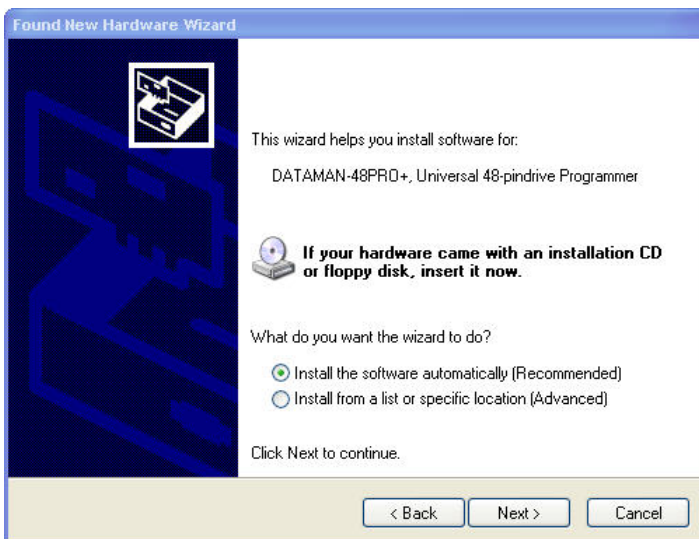 Found New Hardware Wizard
This wizard helps you install software for:
DATAMAN-48PRO+, Universal 48-pindrive Programmer
If your hardware came with an installation CD
or floppy disk, insert it now.
What do you want the wizard to do?
Install the software automatically (Recommended)
Install from a list or specific location (Advanced)
Click Next to continue.
< Back Next > Cancel